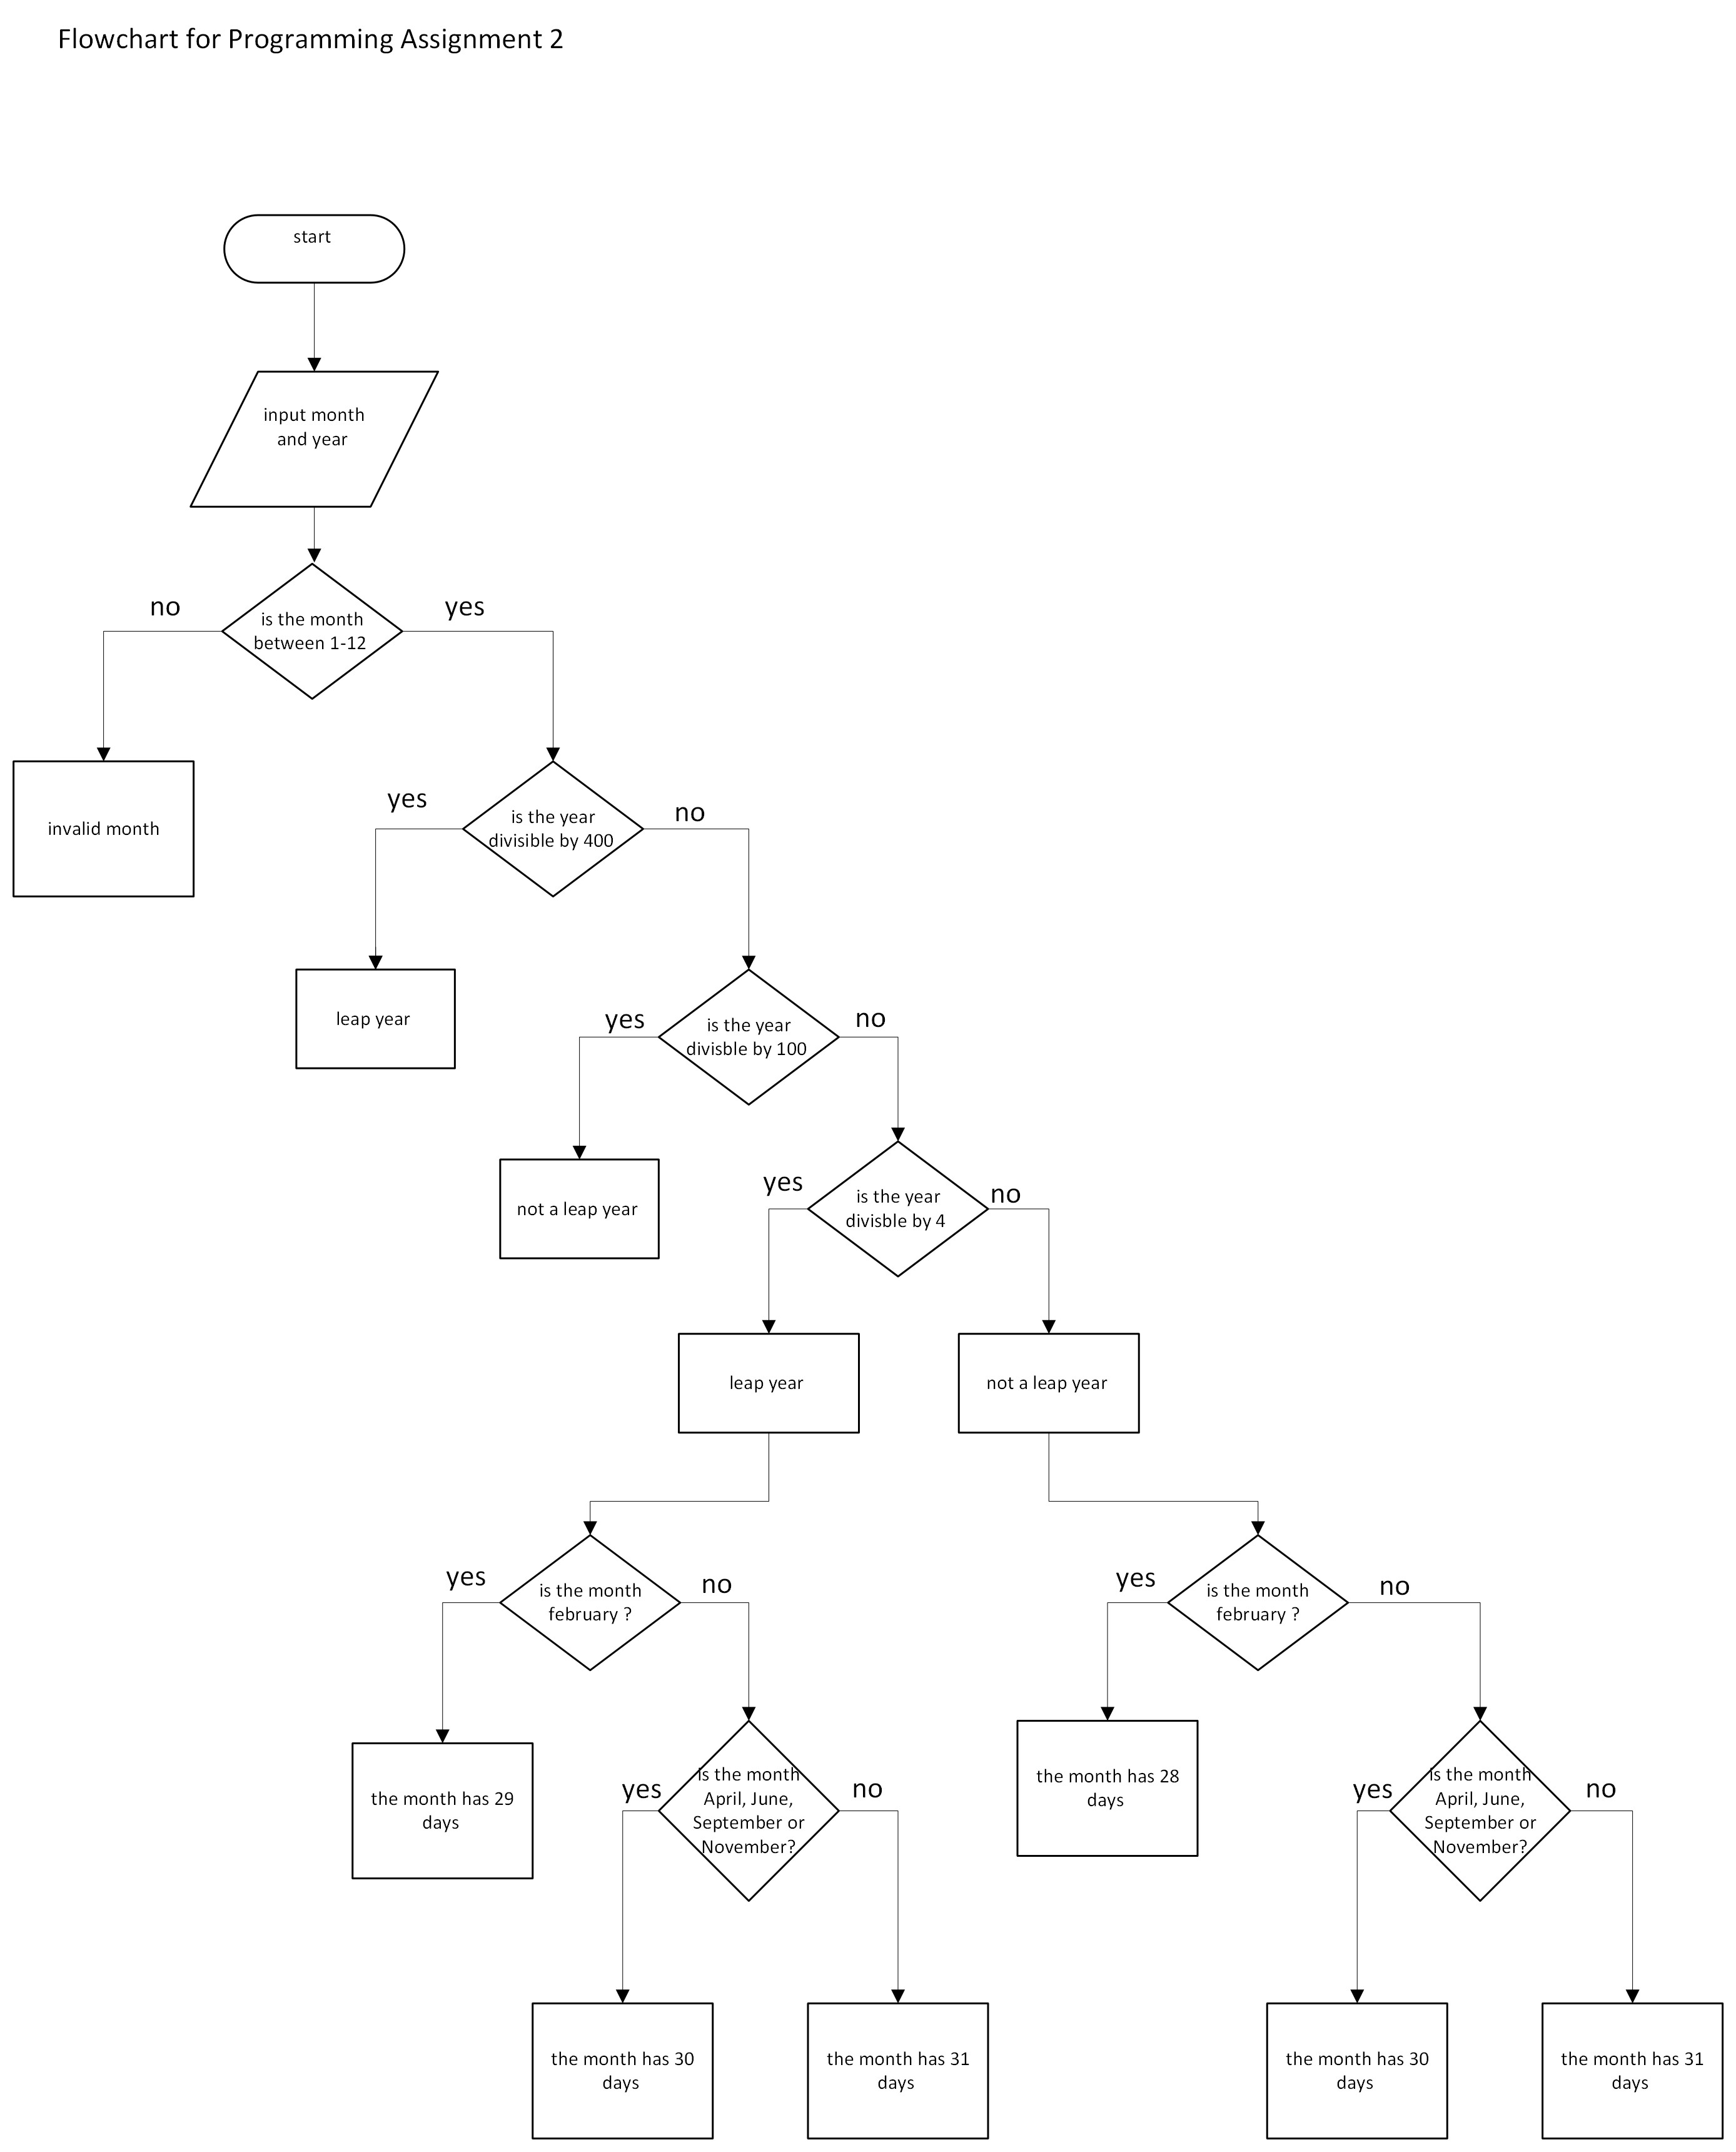 Flowchart for Programming Assignment 2
start
input month
and year
no
yes
is the month
between 1-12
invalid month
yes
no
is the year
divisible by 400
leap year
yes
no
is the year
divisble by 100
not a leap year
yes
no
is the year
divisble by 4
leap year
not a leap year
yes
no
is the month
february ?
yes
no
is the month
february ?
the month has 29
days
yes
no
is the month
April, June,
September or
November?
the month has 28
days
yes
no
is the month
April, June,
September or
November?
the month has 30
days
the month has 31
days
the month has 30
days
the month has 31
days